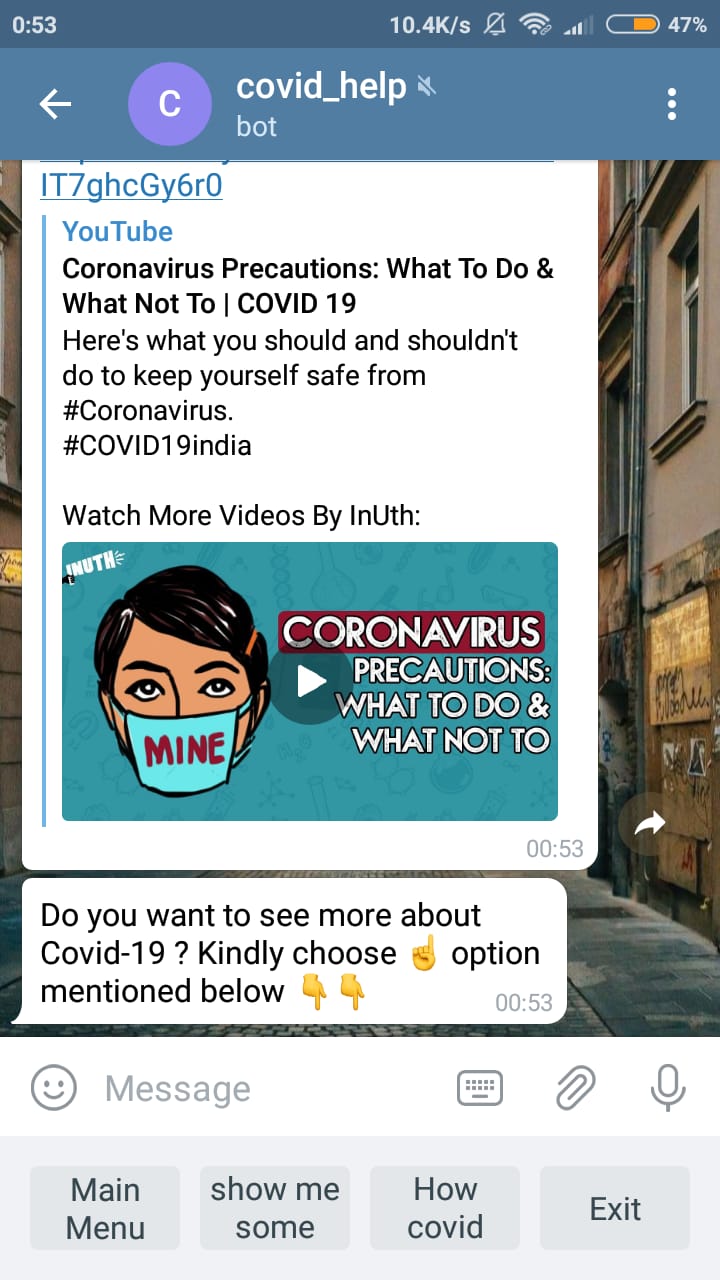 0:53
10.4K/s
47%
C
covid_help
bot
IT7ghcGy6r0
YouTube
Coronavirus Precautions: What To Do &
What Not To | COVID 19
Here's what you should and shouldn't
do to keep yourself safe from
#Coronavirus.
#COVID19india
Watch More Videos By InUth:
INUTH
MINE
CORONAVIRUS
PRECAUTIONS:
WHAT TO DO &
WHAT NOT TO
00:53
Do you want to see more about
Covid-19 ? Kindly choose ☝ option
mentioned below 👇 👇
00:53
Message
Main
Menu
show me
some
How
covid
Exit